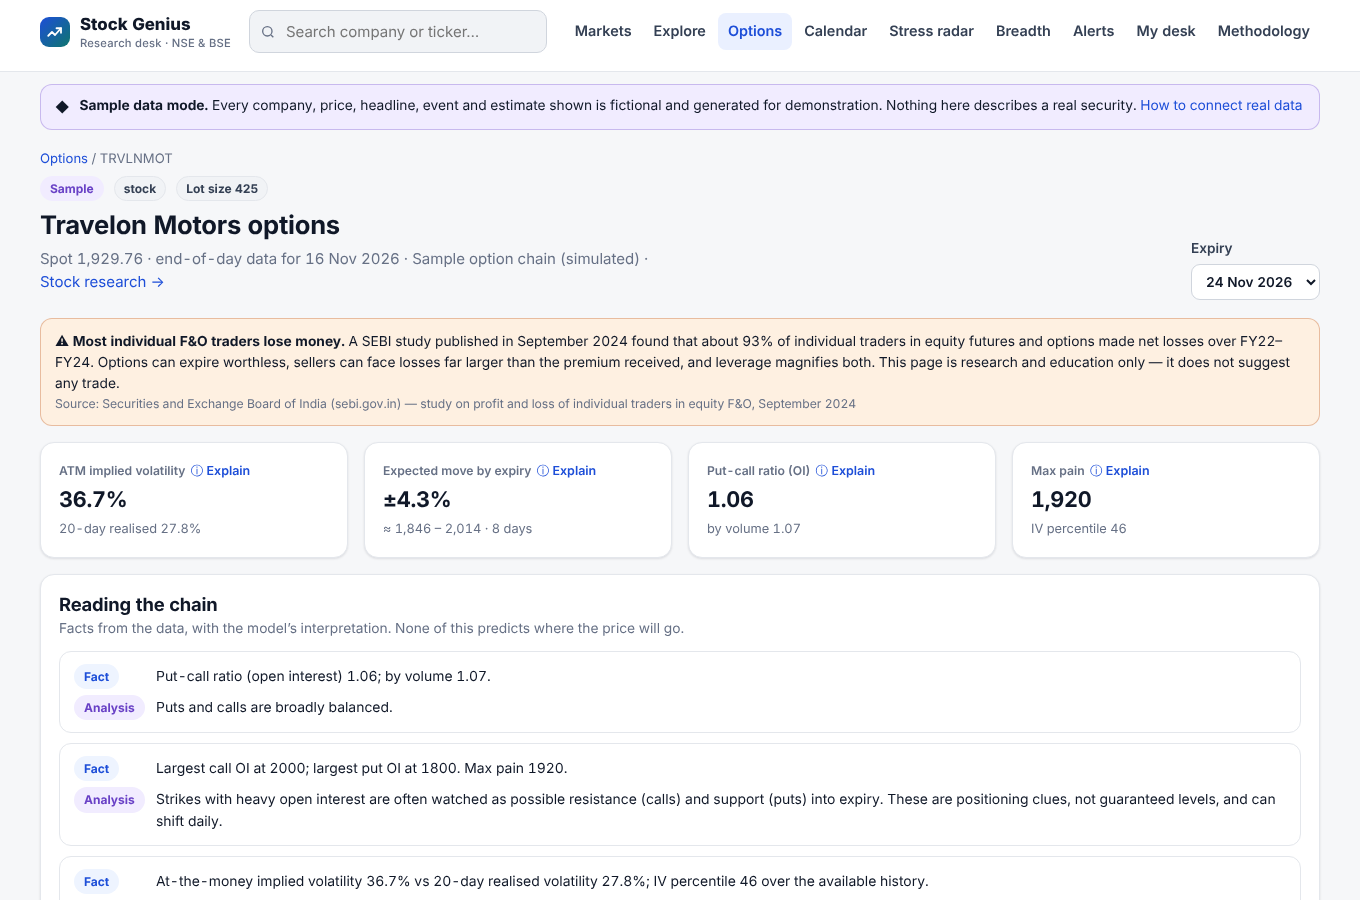 Stock Genius
Research desk · NSE & BSE
Search company or ticker...
Markets
Explore
Options
Calendar
Stress radar
Breadth
Alerts
My desk
Methodology
◆ Sample data mode. Every company, price, headline, event and estimate shown is fictional and generated for demonstration. Nothing here describes a real security. How to connect real data
Options / TRVLNMOT
Sample
stock
Lot size 425
Travelon Motors options
Spot 1,929.76 · end-of-day data for 16 Nov 2026 · Sample option chain (simulated) ·
Stock research →
Expiry
24 Nov 2026
⚠ Most individual F&O traders lose money. A SEBI study published in September 2024 found that about 93% of individual traders in equity futures and options made net losses over FY22–
FY24. Options can expire worthless, sellers can face losses far larger than the premium received, and leverage magnifies both. This page is research and education only — it does not suggest
any trade.
Source: Securities and Exchange Board of India (sebi.gov.in) — study on profit and loss of individual traders in equity F&O, September 2024
ATM implied volatility ⓘ Explain
36.7%
20-day realised 27.8%
Expected move by expiry ⓘ Explain
±4.3%
≈ 1,846 – 2,014 · 8 days
Put-call ratio (OI) ⓘ Explain
1.06
by volume 1.07
Max pain ⓘ Explain
1,920
IV percentile 46
Reading the chain
Facts from the data, with the model's interpretation. None of this predicts where the price will go.
Fact Put-call ratio (open interest) 1.06; by volume 1.07.
Analysis Puts and calls are broadly balanced.
Fact Largest call OI at 2000; largest put OI at 1800. Max pain 1920.
Analysis Strikes with heavy open interest are often watched as possible resistance (calls) and support (puts) into expiry. These are positioning clues, not guaranteed levels, and can
shift daily.
Fact At-the-money implied volatility 36.7% vs 20-day realised volatility 27.8%; IV percentile 46 over the available history.